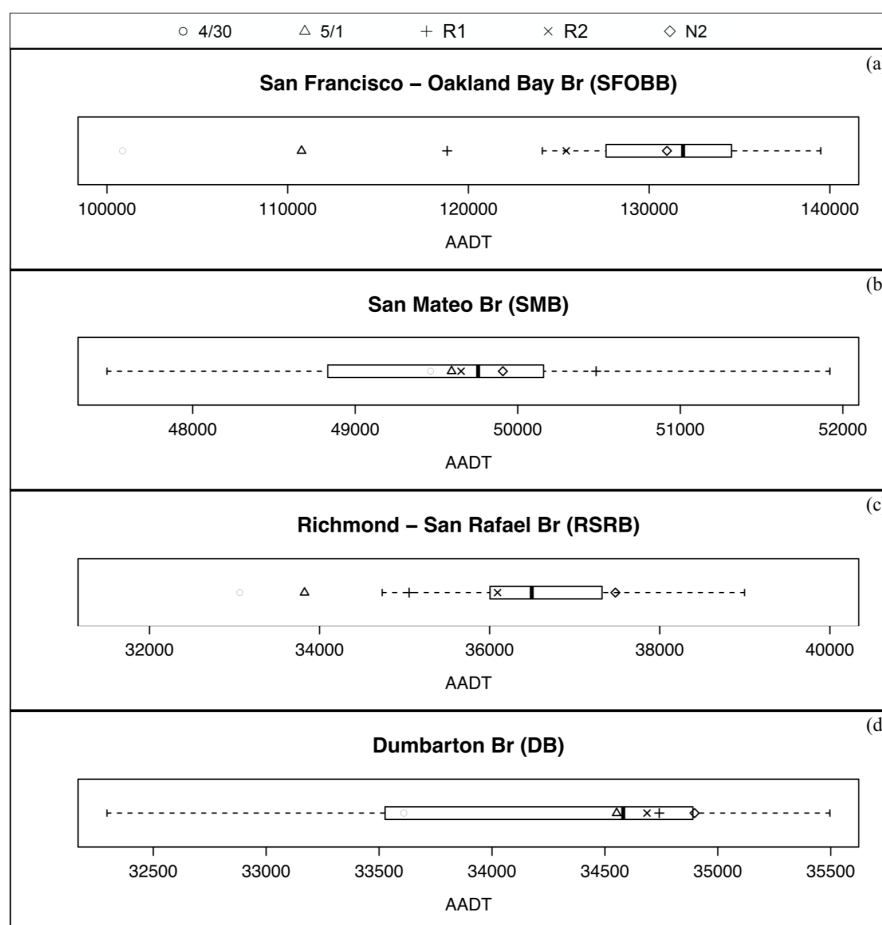 4/30 5/1 R1 R2 N2
(a
San Francisco – Oakland Bay Br (SFOBB)
100000 110000 120000 130000 140000
AADT
(b
San Mateo Br (SMB)
48000 49000 50000 51000 52000
AADT
(c
Richmond – San Rafael Br (RSRB)
32000 34000 36000 38000 40000
AADT
(d
Dumbarton Br (DB)
32500 33000 33500 34000 34500 35000 35500
AADT